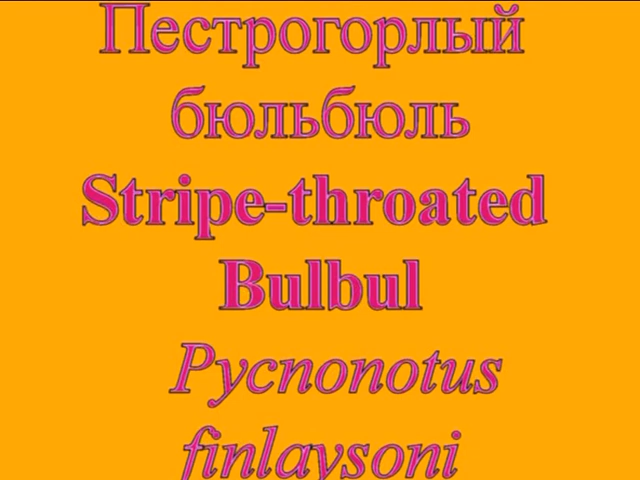 Пестрогорлый
бюльбюль
Stripe-throated
Bulbul
Pycnonotus
finlaysoni